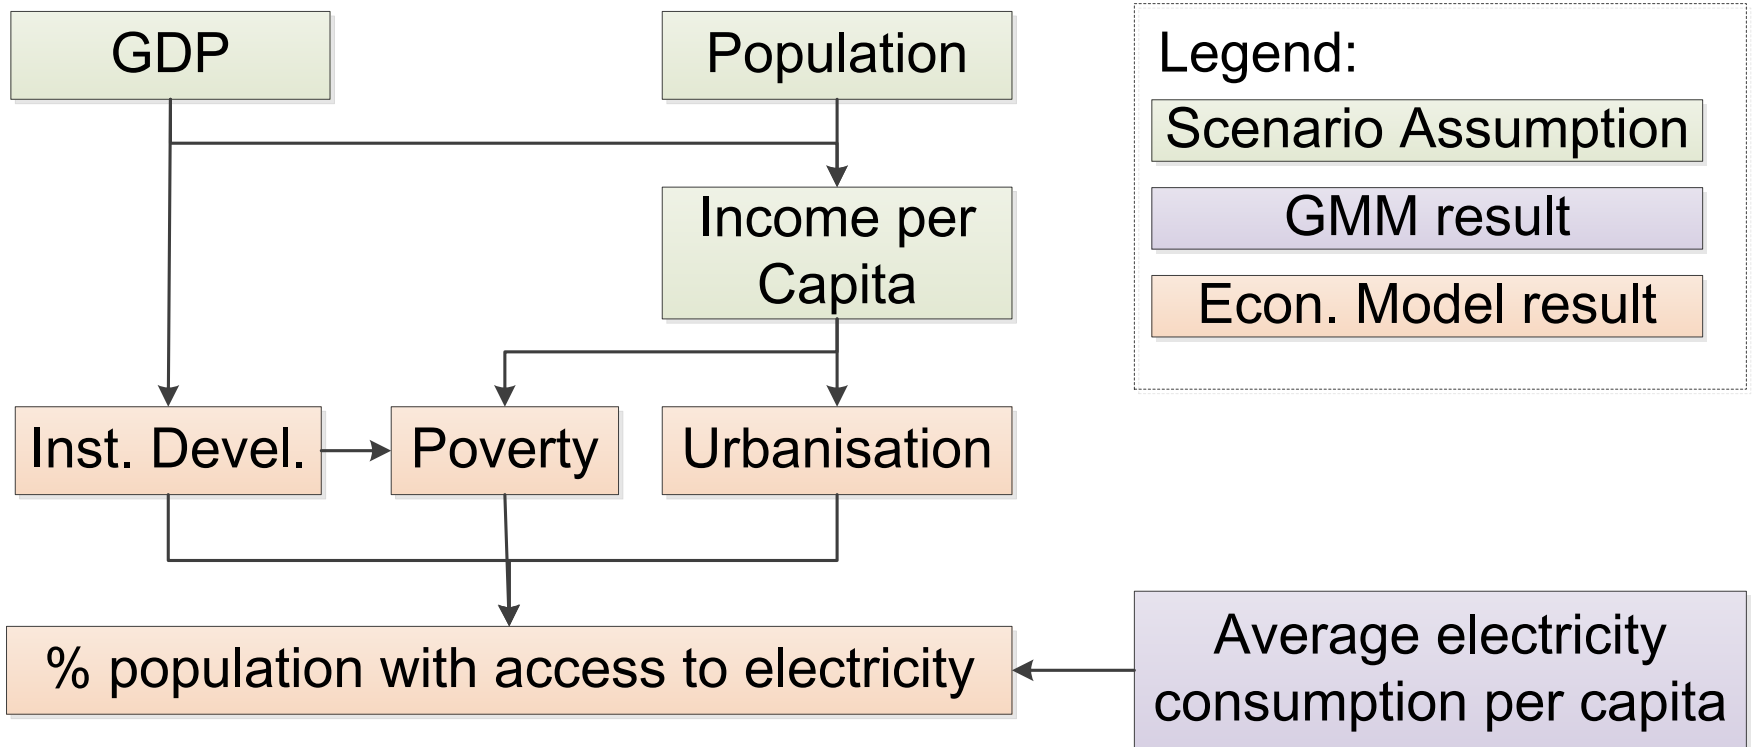 GDP
Population
Legend:
Scenario Assumption
GMM result
Econ. Model result
Income per
Capita
Inst. Devel.
Poverty
Urbanisation
% population with access to electricity
Average electricity
consumption per capita